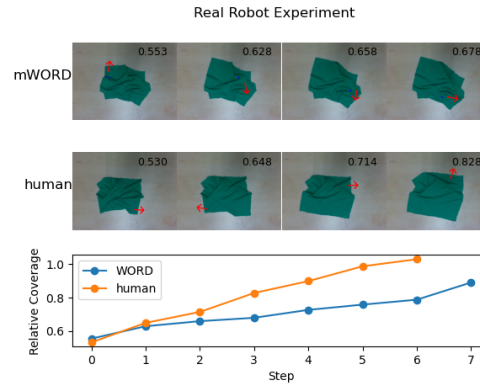 Real Robot Experiment
mWORD
0.553 0.628 0.658 0.678
human
0.530 0.648 0.714 0.828
Relative Coverage
1.0
0.8
0.6
WORD
human
0 1 2 3 4 5 6 7
Step